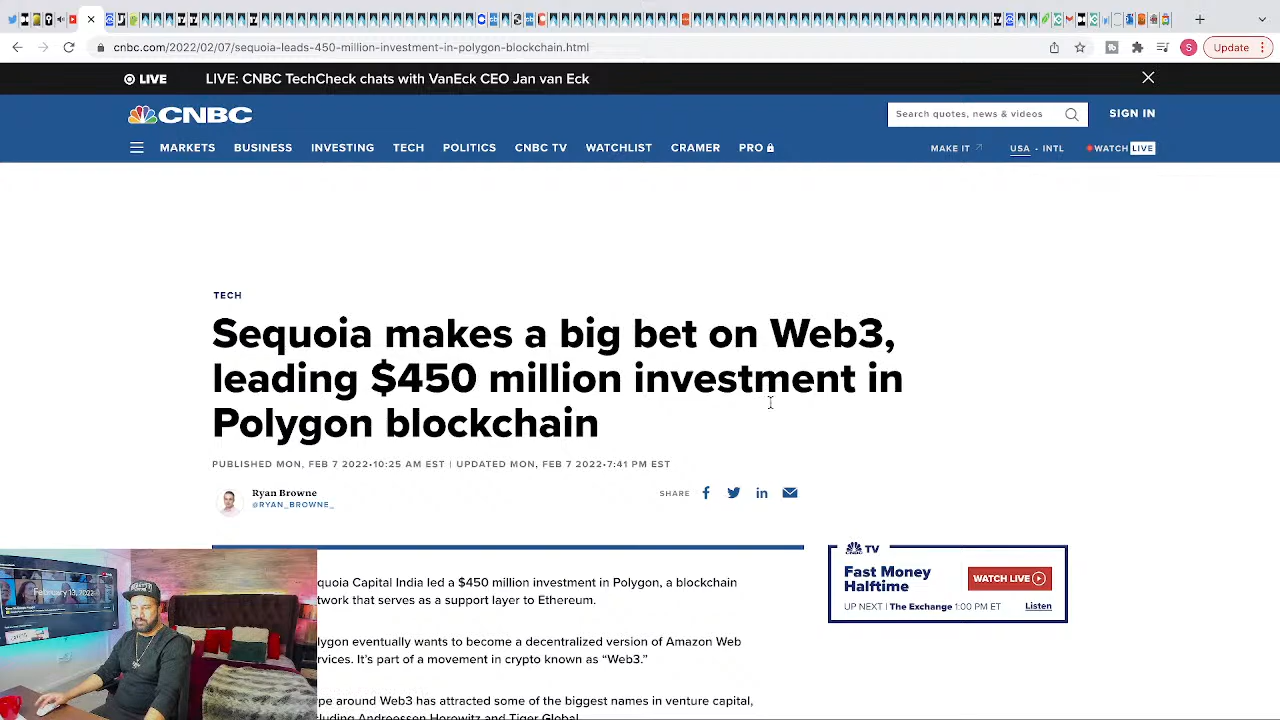 cnbc.com/2022/02/07/sequoia-leads-450-million-investment-in-polygon-blockchain.html
S
Update
LIVE
LIVE: CNBC TechCheck chats with VanEck CEO Jan van Eck
CNBC
Search quotes, news & videos
SIGN IN
MARKETS BUSINESS INVESTING TECH POLITICS CNBC TV WATCHLIST CRAMER PRO
MAKE IT USA • INTL WATCH LIVE
TECH
Sequoia makes a big bet on Web3,
leading $450 million investment in
Polygon blockchain
PUBLISHED MON, FEB 7 2022•10:25 AM EST | UPDATED MON, FEB 7 2022•7:41 PM EST
Ryan Browne
@RYAN_BROWNE_
SHARE
quoia Capital India led a $450 million investment in Polygon, a blockchain
twork that serves as a support layer to Ethereum.
lygon eventually wants to become a decentralized version of Amazon Web
rvices. It’s part of a movement in crypto known as “Web3.”
pe around Web3 has attracted some of the biggest names in venture capital,
cluding Andreessen Horowitz and Tiger Global.
CNBC TV
Fast Money
Halftime
WATCH LIVE
UP NEXT | The Exchange 1:00 PM ET
Listen
February 13, 2022